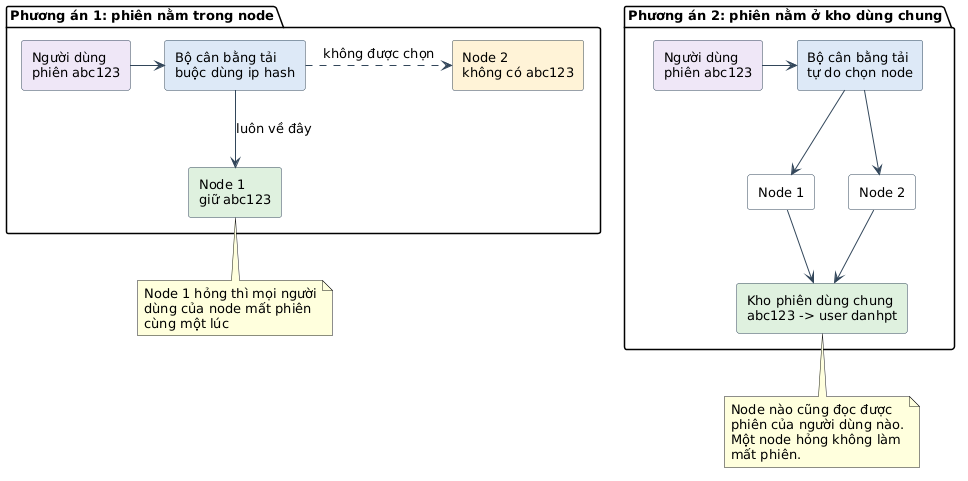 Phương án 1: phiên nằm trong node
Người dùng
phiên abc123
Bộ cân bằng tải
buộc dùng ip hash
không được chọn
Node 2
không có abc123
luôn về đây
Node 1
giữ abc123
Node 1 hỏng thì mọi người
dùng của node mất phiên
cùng một lúc
Phương án 2: phiên nằm ở kho dùng chung
Người dùng
phiên abc123
Bộ cân bằng tải
tự do chọn node
Node 1
Node 2
Kho phiên dùng chung
abc123 -> user danhpt
Node nào cũng đọc được
phiên của người dùng nào.
Một node hỏng không làm
mất phiên.